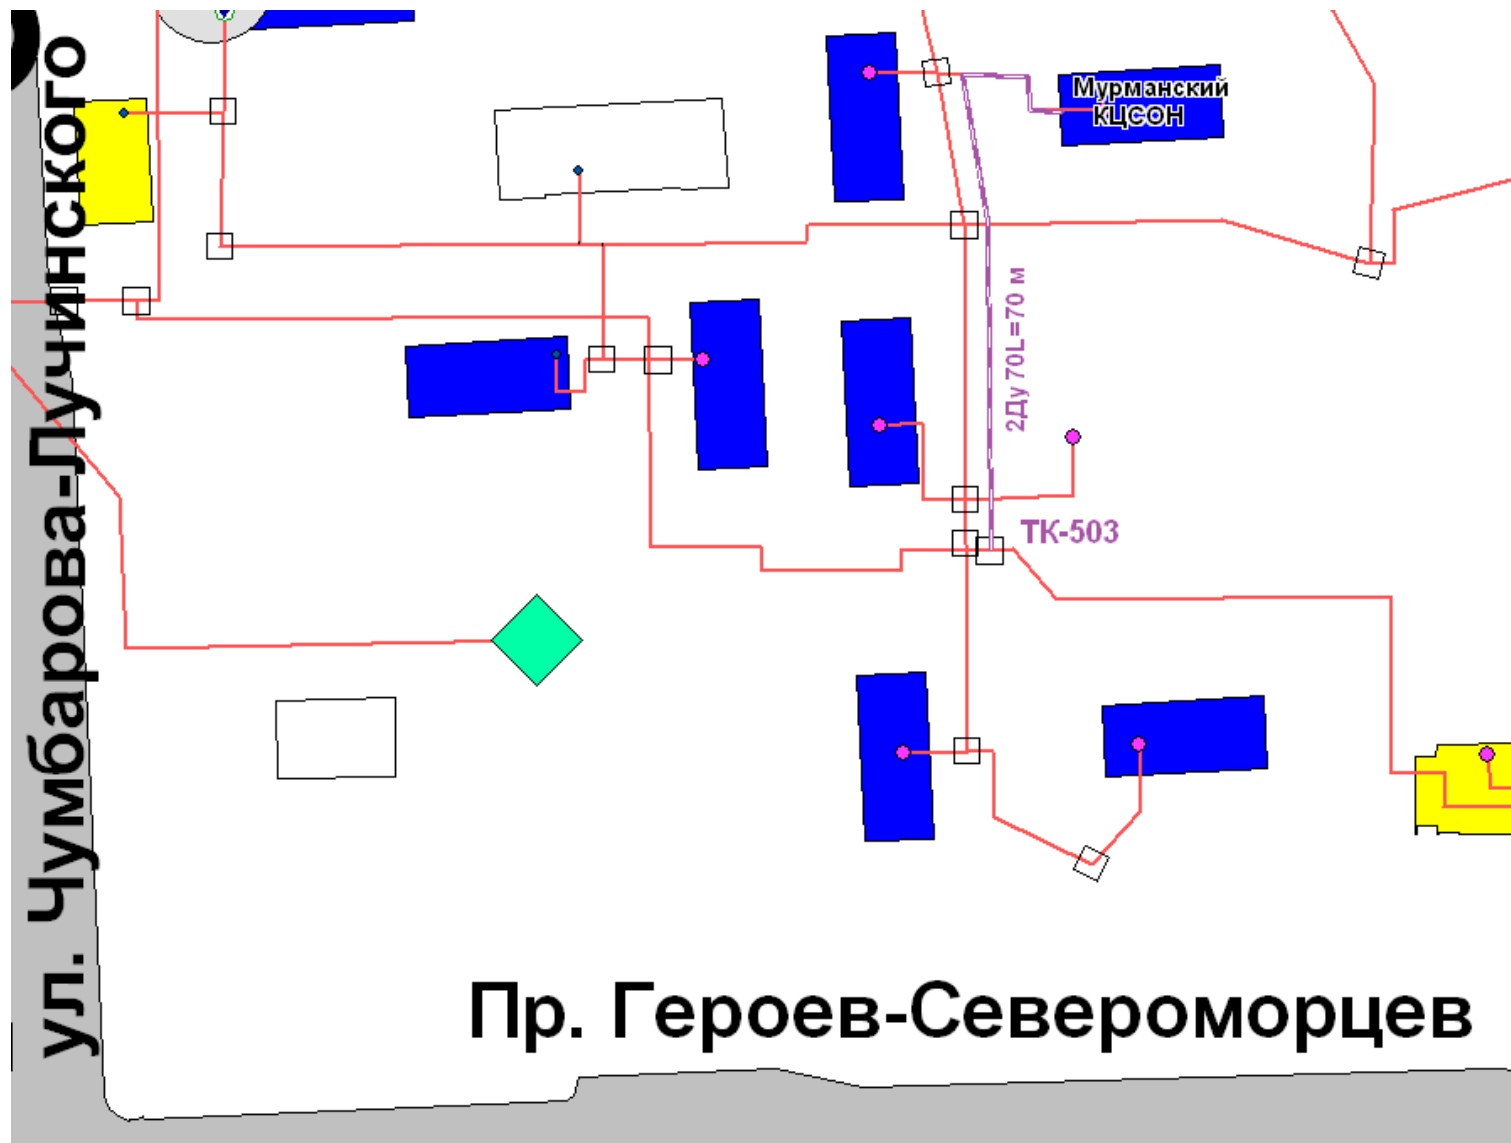 Мурманский
КЦСОН
ул. Чумбарова-Лучинского
2Ду 70L=70 м
ТК-503
Пр. Героев-Североморцев